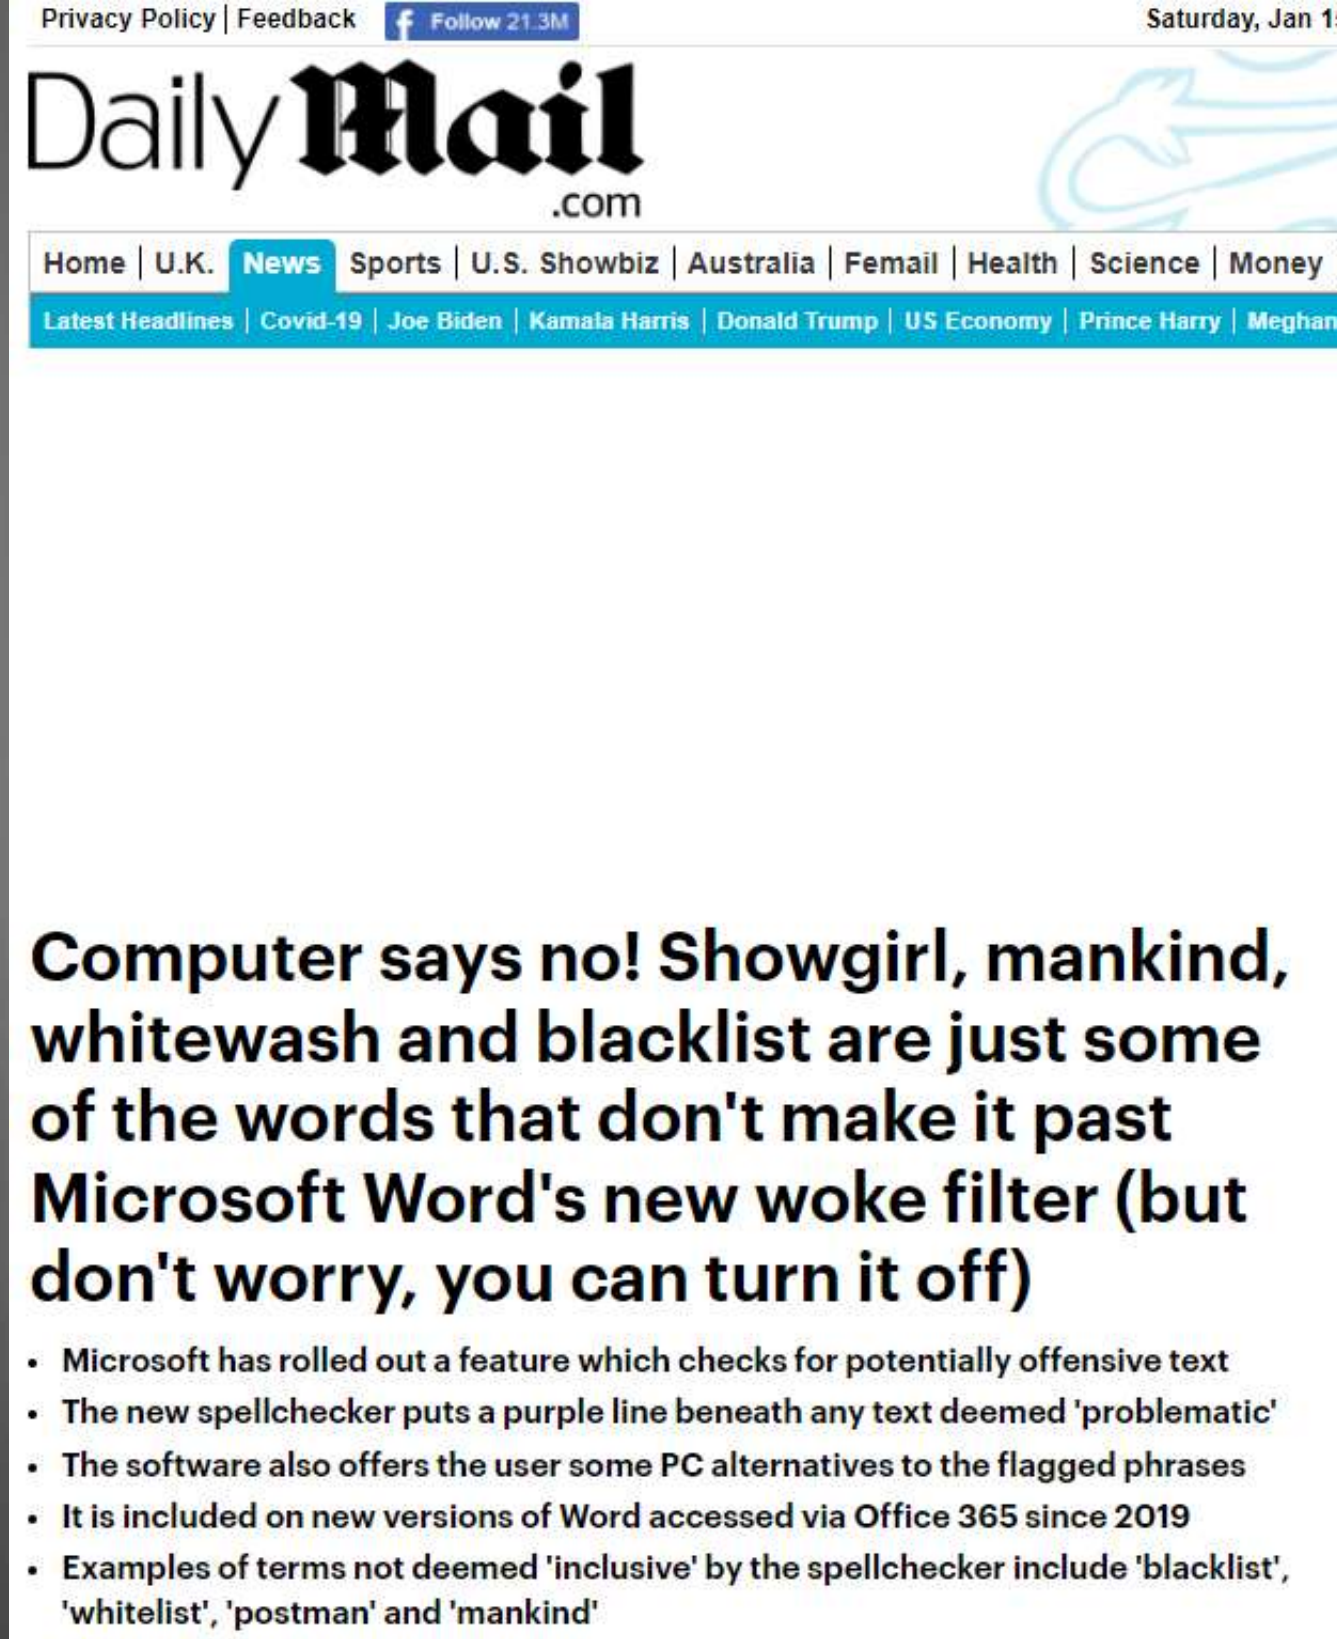 Privacy Policy | Feedback f Follow 21.3M Saturday, Jan
Daily Mail
.com
Home | U.K. News Sports | U.S. Showbiz | Australia | Femail | Health | Science | Money
Latest Headlines | Covid-19 | Joe Biden | Kamala Harris | Donald Trump | US Economy | Prince Harry | Meghan
Computer says no! Showgirl, mankind,
whitewash and blacklist are just some
of the words that don't make it past
Microsoft Word's new woke filter (but
don't worry, you can turn it off)
• Microsoft has rolled out a feature which checks for potentially offensive text
• The new spellchecker puts a purple line beneath any text deemed 'problematic'
• The software also offers the user some PC alternatives to the flagged phrases
• It is included on new versions of Word accessed via Office 365 since 2019
• Examples of terms not deemed 'inclusive' by the spellchecker include 'blacklist',
'whitelist', 'postman' and 'mankind'